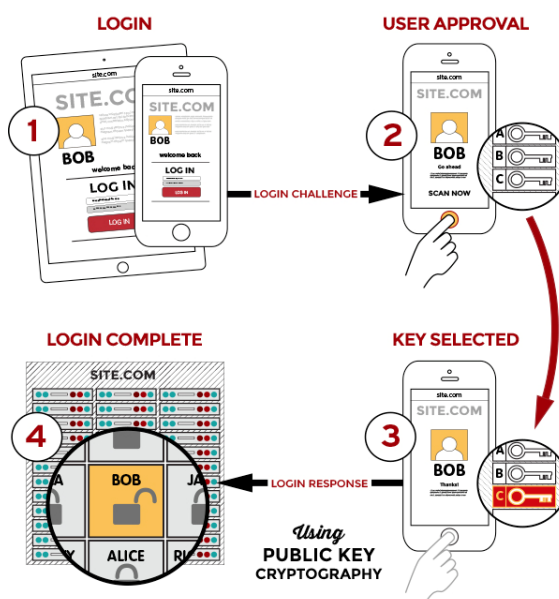 LOGIN
USER APPROVAL
site.com
site.com
site.com
SITE.CO
SITE.COM
SITE.COM
1
2
BOB
BOB
BOB
welcome bac
welcome back
Go ahead
LOG IN
LOG IN
LOG IN
LOG IN
SCAN NOW
A
B
C
LOGIN CHALLENGE
LOGIN COMPLETE
KEY SELECTED
SITE.COM
site.com
SITE.COM
4
3
BOB
JA
A
BOB
Thanks!
A
B
C
LOGIN RESPONSE
ALICE
Using
PUBLIC KEY
CRYPTOGRAPHY